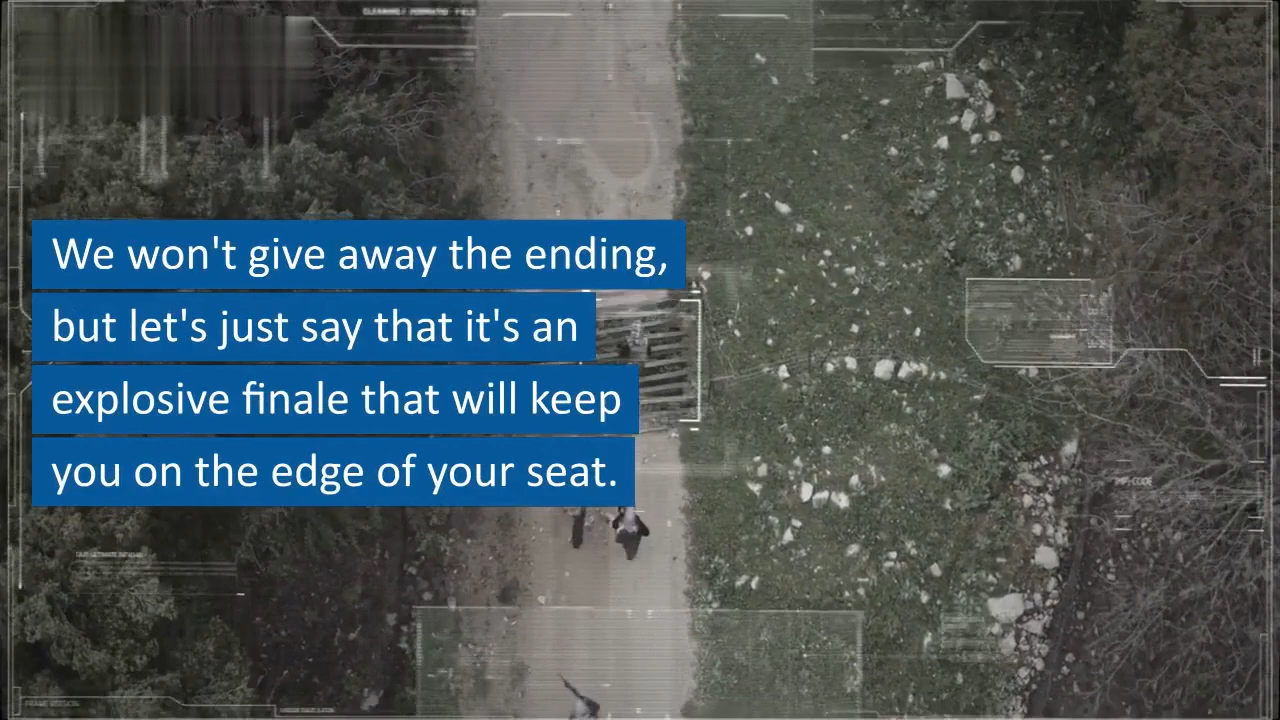 We won't give away the ending,
but let's just say that it's an
explosive finale that will keep
you on the edge of your seat.